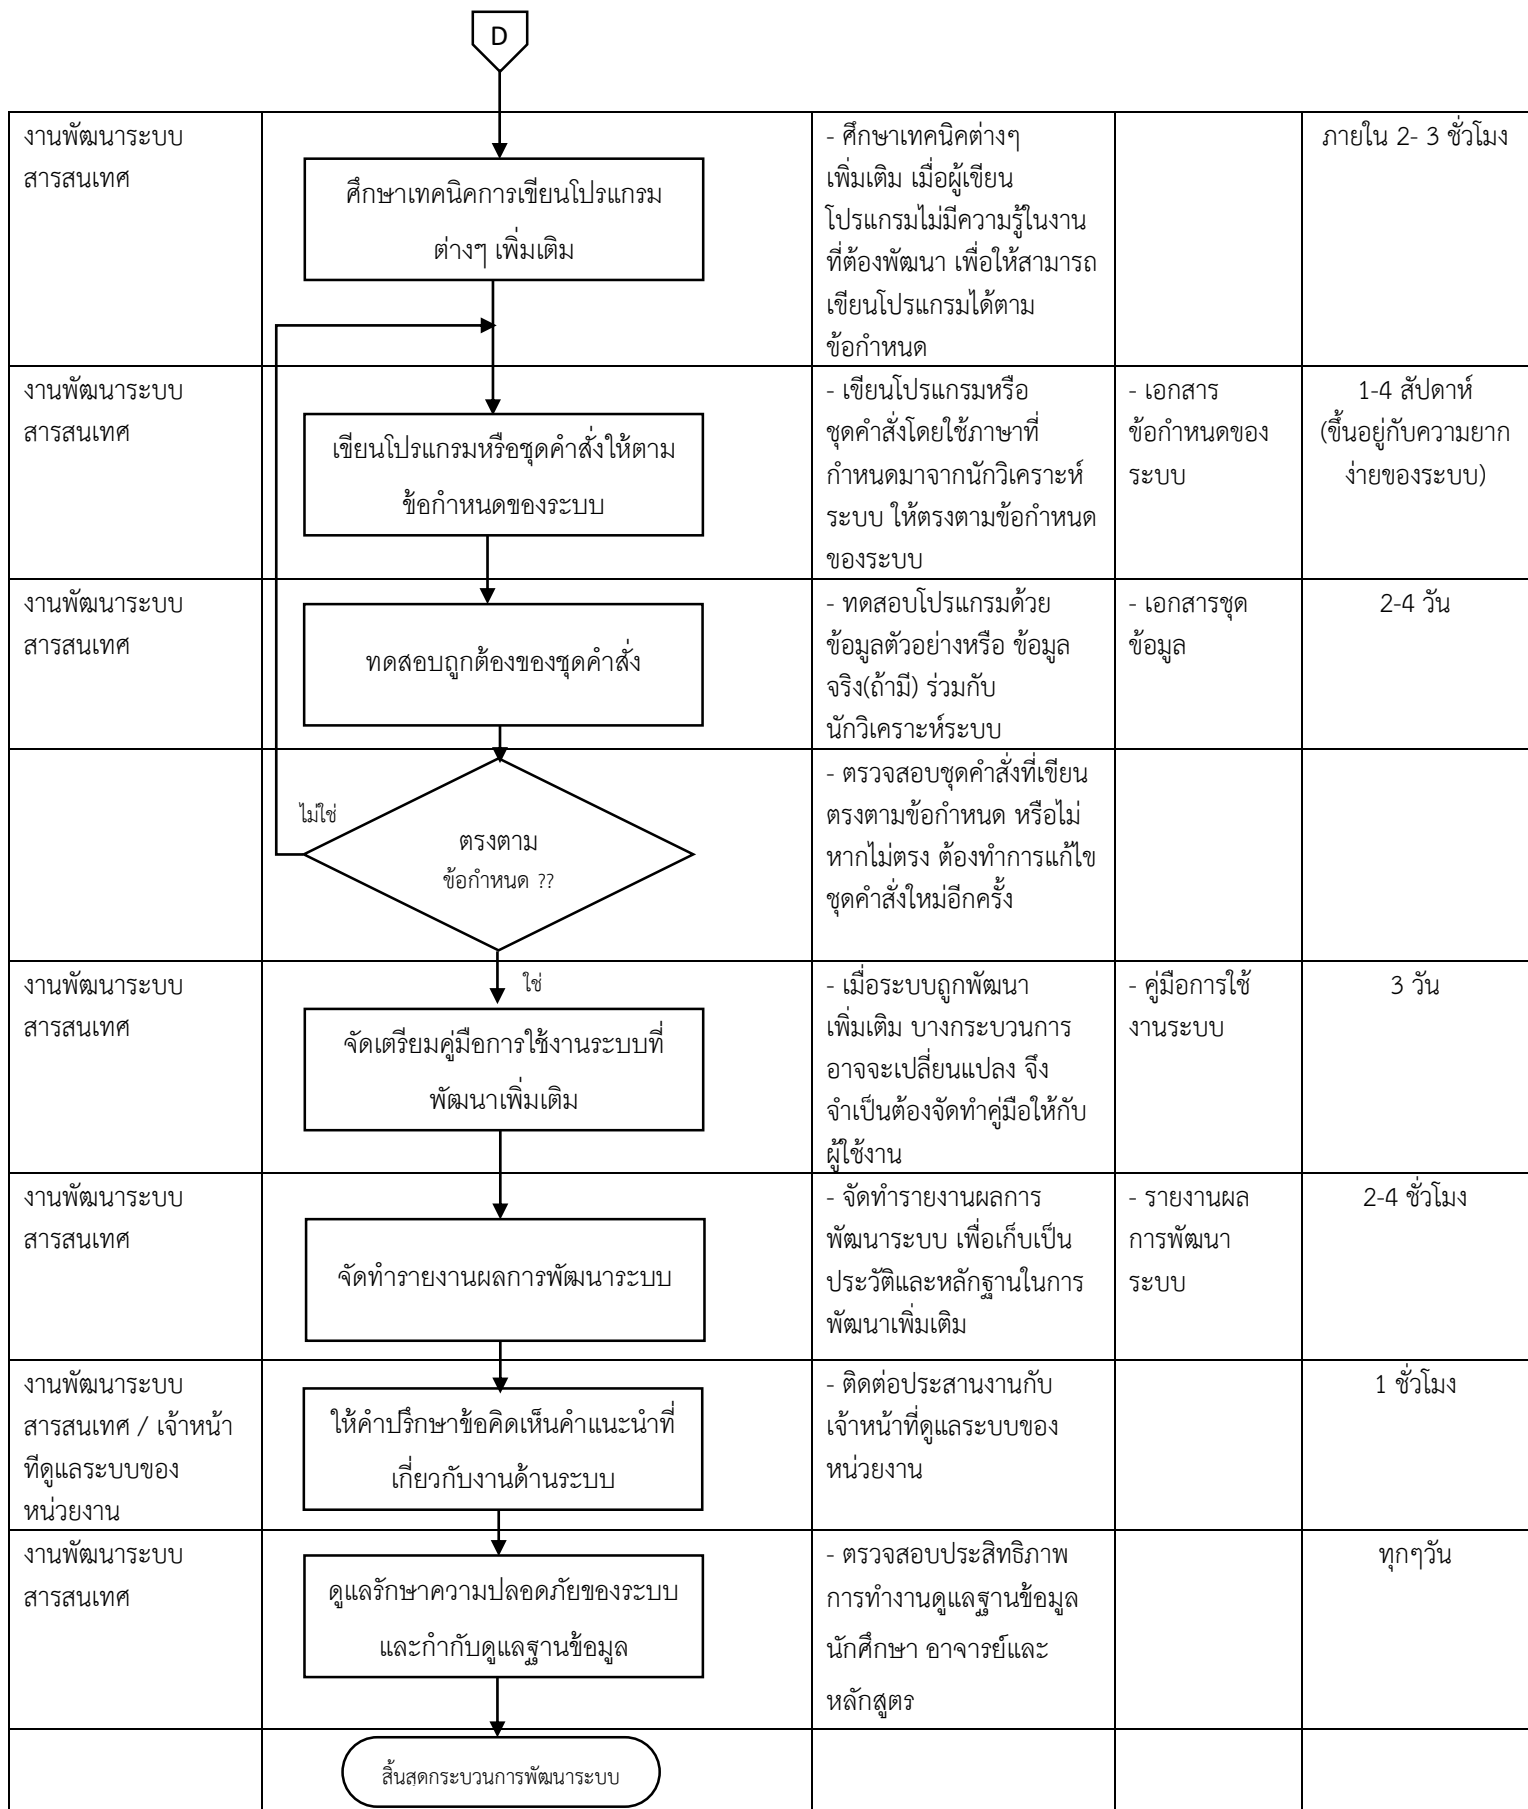 D
งานพัฒนาระบบ
สารสนเทศ
ศึกษาเทคนิคการเขียนโปรแกรม
ต่างๆ เพิ่มเติม
- ศึกษาเทคนิคต่างๆ
เพิ่มเติม เมื่อผู้เขียน
โปรแกรมไม่มีความรู้ในงาน
ที่ต้องพัฒนา เพื่อให้สามารถ
เขียนโปรแกรมได้ตาม
ข้อกำหนด
ภายใน 2- 3 ชั่วโมง
งานพัฒนาระบบ
สารสนเทศ
เขียนโปรแกรมหรือชุดคำสั่งให้ตาม
ข้อกำหนดของระบบ
- เขียนโปรแกรมหรือ
ชุดคำสั่งโดยใช้ภาษาที่
กำหนดมาจากนักวิเคราะห์
ระบบ ให้ตรงตามข้อกำหนด
ของระบบ
- เอกสาร
ข้อกำหนดของ
ระบบ
1-4 สัปดาห์
(ขึ้นอยู่กับความยาก
ง่ายของระบบ)
งานพัฒนาระบบ
สารสนเทศ
ทดสอบถูกต้องของชุดคำสั่ง
- ทดสอบโปรแกรมด้วย
ข้อมูลตัวอย่างหรือ ข้อมูล
จริง(ถ้ามี) ร่วมกับ
นักวิเคราะห์ระบบ
- เอกสารชุด
ข้อมูล
2-4 วัน
ไม่ใช่
ตรงตาม
ข้อกำหนด ??
- ตรวจสอบชุดคำสั่งที่เขียน
ตรงตามข้อกำหนด หรือไม่
หากไม่ตรง ต้องทำการแก้ไข
ชุดคำสั่งใหม่อีกครั้ง
งานพัฒนาระบบ
สารสนเทศ
ใช่
จัดเตรียมคู่มือการใช้งานระบบที่
พัฒนาเพิ่มเติม
- เมื่อระบบถูกพัฒนา
เพิ่มเติม บางกระบวนการ
อาจจะเปลี่ยนแปลง จึง
จำเป็นต้องจัดทำคู่มือให้กับ
ผู้ใช้งาน
- คู่มือการใช้
งานระบบ
3 วัน
งานพัฒนาระบบ
สารสนเทศ
จัดทำรายงานผลการพัฒนาระบบ
- จัดทำรายงานผลการ
พัฒนาระบบ เพื่อเก็บเป็น
ประวัติและหลักฐานในการ
พัฒนาเพิ่มเติม
- รายงานผล
การพัฒนา
ระบบ
2-4 ชั่วโมง
งานพัฒนาระบบ
สารสนเทศ / เจ้าหน้า
ทีดูแลระบบของ
หน่วยงาน
ให้คำปรึกษาข้อคิดเห็นคำแนะนำที่
เกี่ยวกับงานด้านระบบ
- ติดต่อประสานงานกับ
เจ้าหน้าที่ดูแลระบบของ
หน่วยงาน
1 ชั่วโมง
งานพัฒนาระบบ
สารสนเทศ
ดูแลรักษาความปลอดภัยของระบบ
และกำกับดูแลฐานข้อมูล
- ตรวจสอบประสิทธิภาพ
การทำงานดูแลฐานข้อมูล
นักศึกษา อาจารย์และ
หลักสูตร
ทุกๆวัน
สิ้นสุดกระบวนการพัฒนาระบบ